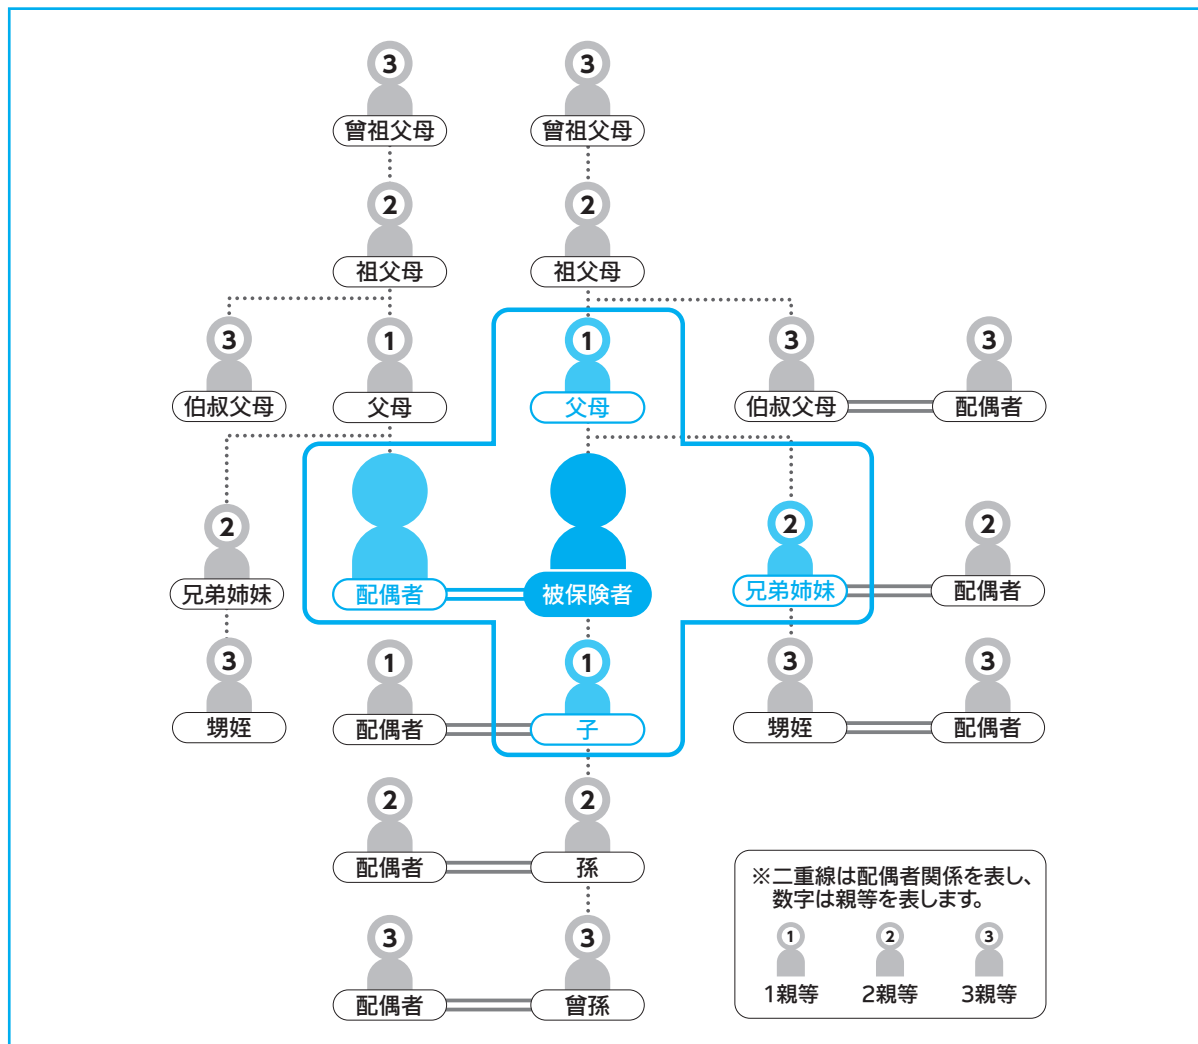 3 3
曾祖父母 曾祖父母
2 2
祖父母 祖父母
3 1 1 3 3
伯叔父母 父母 父母 伯叔父母 配偶者
2 2 2
兄弟姉妹 配偶者 被保険者 兄弟姉妹 配偶者
3 1 1 3 3
甥姪 配偶者 子 甥姪 配偶者
2 2
配偶者 孫
3 3
配偶者 曾孫
※二重線は配偶者関係を表し、
数字は親等を表します。
1 2 3
1親等 2親等 3親等